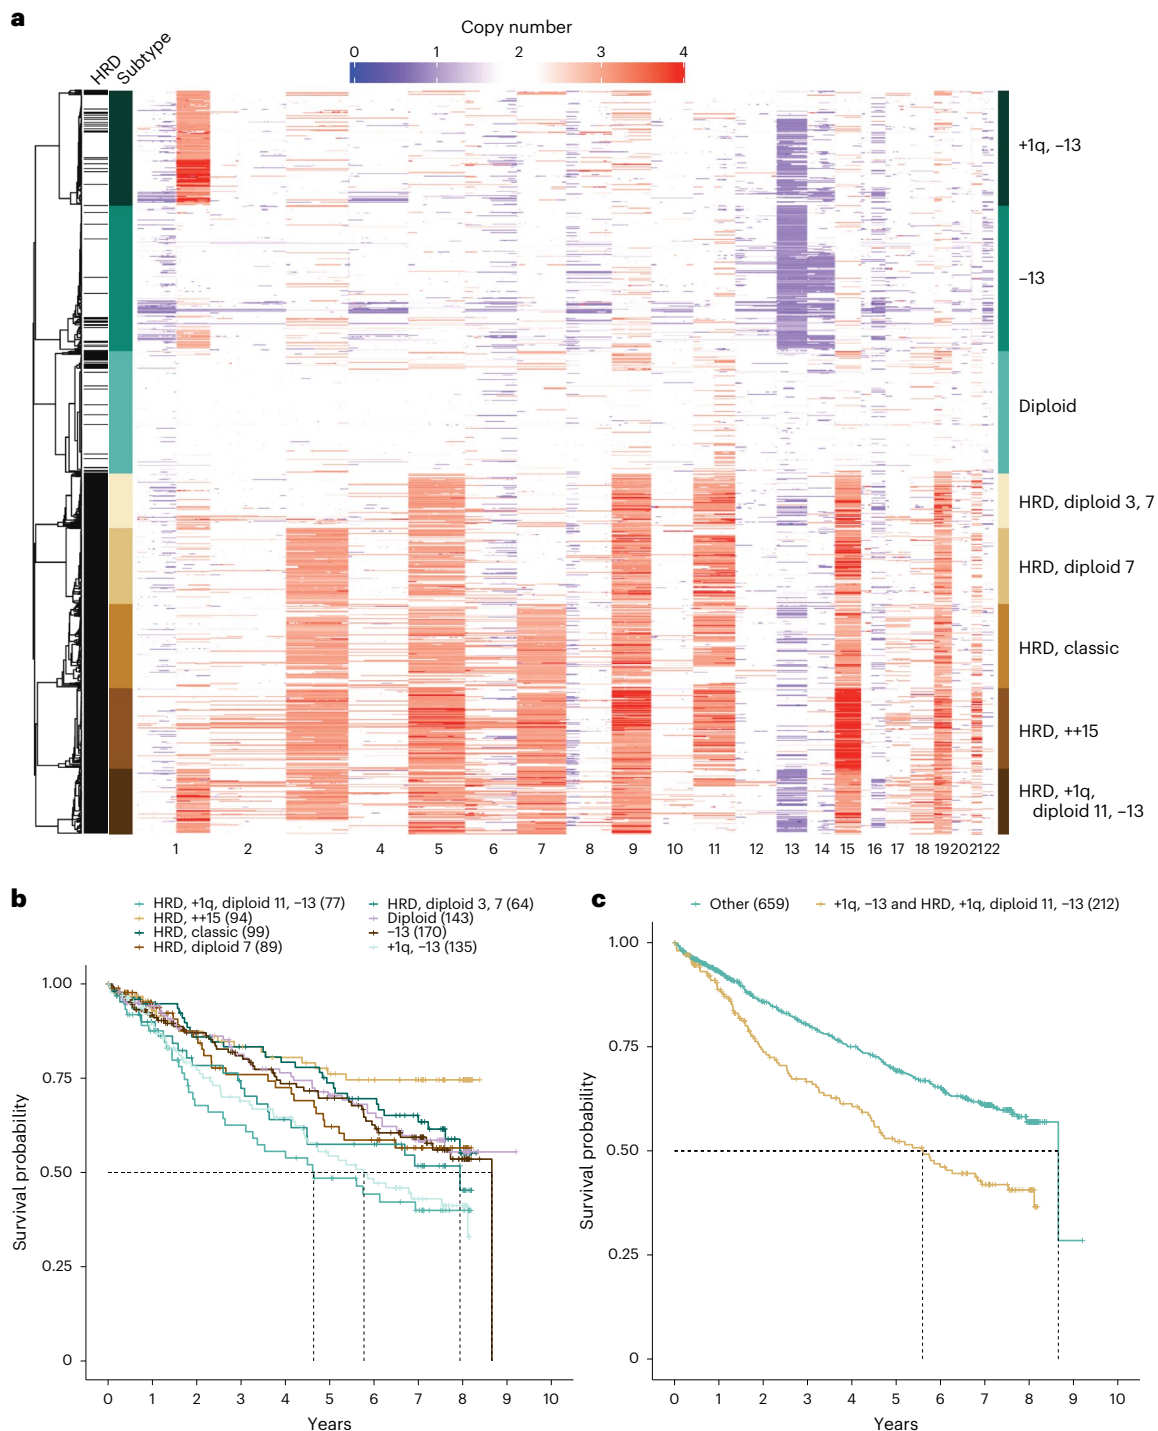 a
Copy number
0 1 2 3 4
HRD
Subtype
+1q, −13
−13
Diploid
HRD, diploid 3, 7
HRD, diploid 7
HRD, classic
HRD, ++15
HRD, +1q,
diploid 11, −13
1 2 3 4 5 6 7 8 9 10 11 12 13 14 15 16 17 18 19 20 21 22
b
HRD, +1q, diploid 11, −13 (77)
HRD, ++15 (94)
HRD, classic (99)
HRD, diploid 7 (89)
HRD, diploid 3, 7 (64)
Diploid (143)
−13 (170)
+1q, −13 (135)
Survival probability
1.00
0.75
0.50
0.25
0
0 1 2 3 4 5 6 7 8 9 10
Years
c
Other (659)
+1q, −13 and HRD, +1q, diploid 11, −13 (212)
Survival probability
1.00
0.75
0.50
0.25
0
0 1 2 3 4 5 6 7 8 9 10
Years